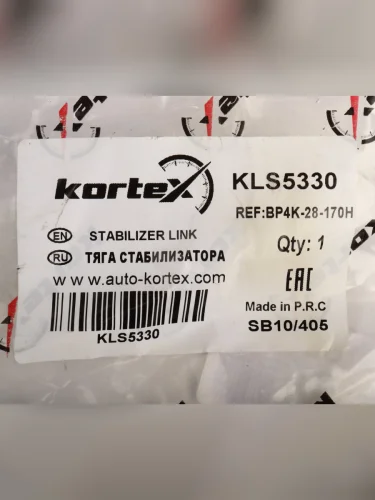 kortex
KLS5330
REF:BP4K-28-170H
EN STABILIZER LINK
Qty: 1
RU ТЯГА СТАБИЛИЗАТОРА
www.auto-kortex.com
EAC
Made in P.R.C
KLS5330
SB10/405